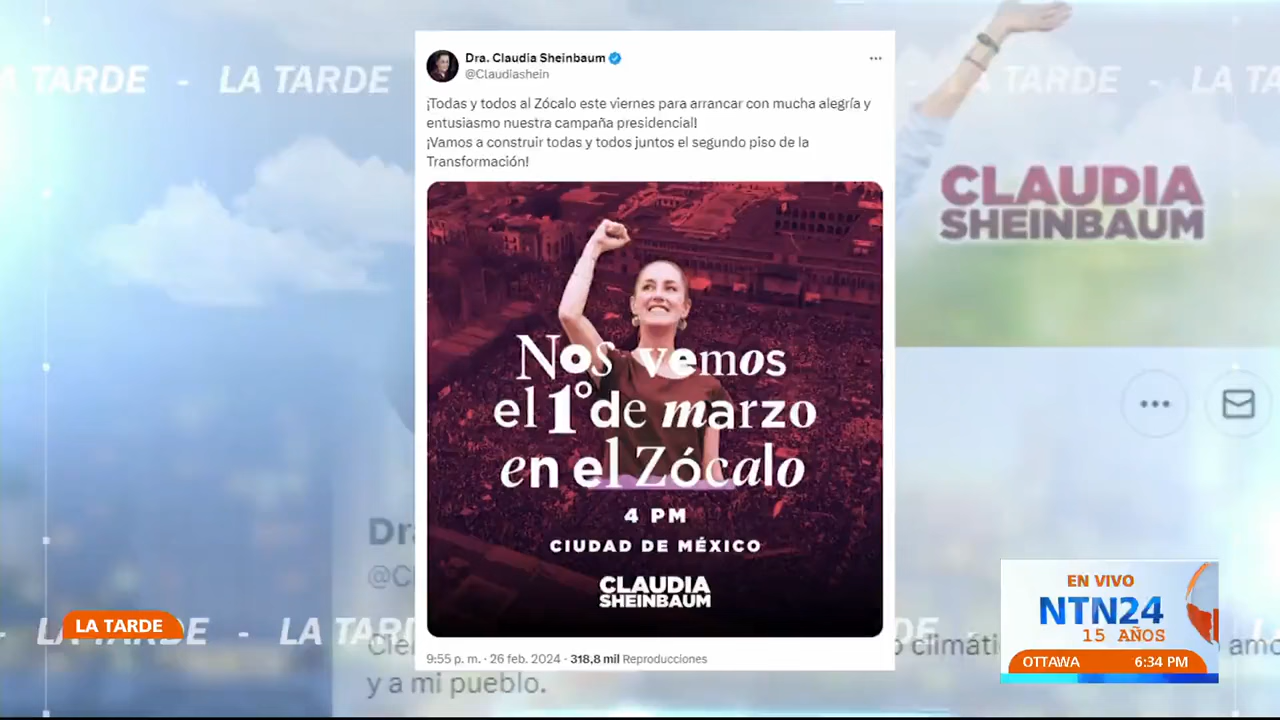 LA TARDE - LA TARDE
LA TARDE - LA
Dra. Claudia Sheinbaum
@Claudiashein
¡Todas y todos al Zócalo este viernes para arrancar con mucha alegría y
entusiasmo nuestra campaña presidencial!
¡Vamos a construir todas y todos juntos el segundo piso de la
Transformación!
CLAUDIA
SHEINBAUM
Nos vemos
el 1° de marzo
en el Zócalo
4 PM
CIUDAD DE MÉXICO
CLAUDIA
SHEINBAUM
9:55 p. m. · 26 feb. 2024 · 318,8 mil Reproducciones
LA TARDE
- LA TARDE - LA TARDE
y a mi pueblo.
EN VIVO
NTN24
15 AÑOS
OTTAWA 6:34 PM